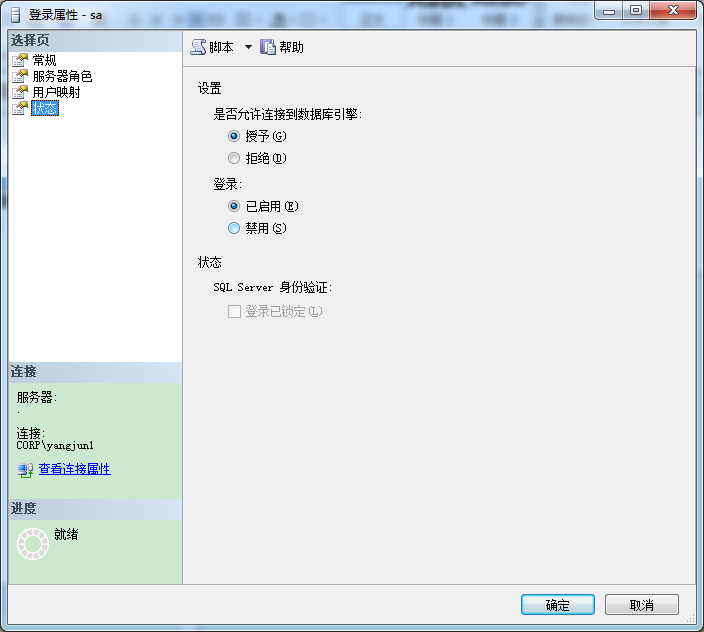 登录属性 - sa
选择页
常规
服务器角色
用户映射
状态
脚本
帮助
设置
是否允许连接到数据库引擎:
授予(G)
拒绝(D)
登录:
已启用(E)
禁用(S)
状态
SQL Server 身份验证:
登录已锁定(L)
连接
服务器:
.
连接:
CORP\yangjun1
查看连接属性
进度
就绪
确定
取消